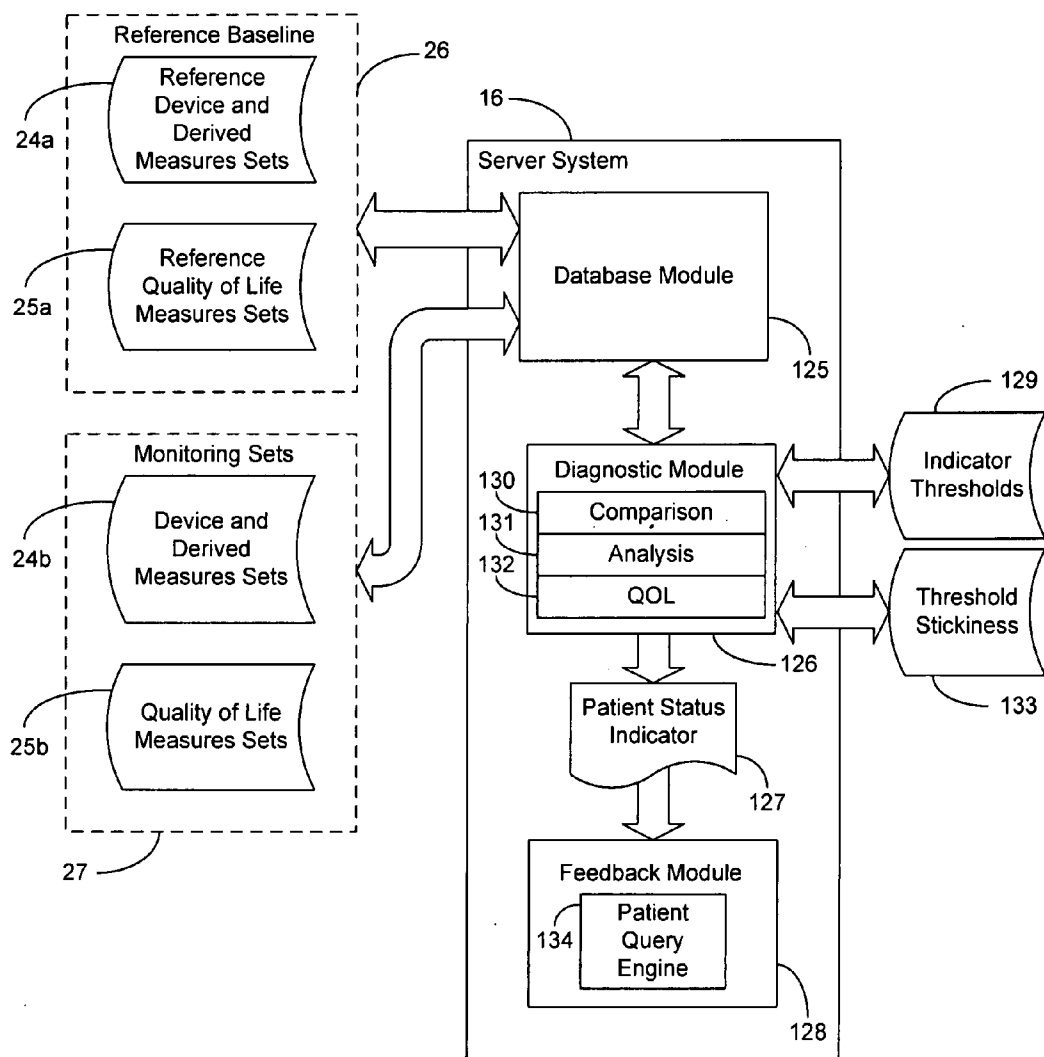 Reference Baseline
26
Reference
Device and
Derived
Measures Sets
24a
Reference
Quality of Life
Measures Sets
25a
16
Server System
Database Module
125
Monitoring Sets
Device and
Derived
Measures Sets
24b
Quality of Life
Measures Sets
25b
27
Diagnostic Module
130
Comparison
131
Analysis
132
QOL
126
129
Indicator
Thresholds
Threshold
Stickiness
133
Patient Status
Indicator
127
Feedback Module
134
Patient
Query
Engine
128